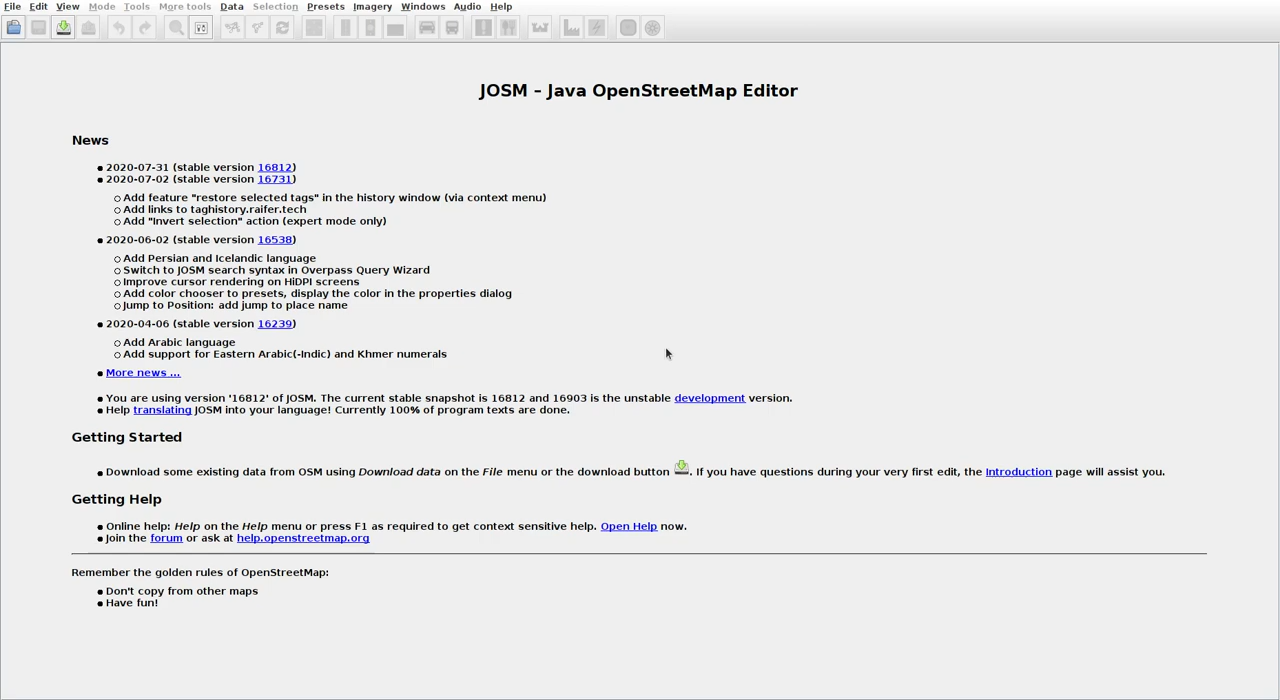 File Edit View Mode Tools More tools Data Selection Presets Imagery Windows Audio Help
JOSM – Java OpenStreetMap Editor
News
2020-07-31 (stable version 16812)
2020-07-02 (stable version 16731)
Add feature "restore selected tags" in the history window (via context menu)
Add links to taghistory.raifer.tech
Add "Invert selection" action (expert mode only)
2020-06-02 (stable version 16538)
Add Persian and Icelandic language
Switch to JOSM search syntax in Overpass Query Wizard
Improve cursor rendering on HiDPI screens
Add color chooser to presets, display the color in the properties dialog
Jump to Position: add jump to place name
2020-04-06 (stable version 16239)
Add Arabic language
Add support for Eastern Arabic(-Indic) and Khmer numerals
More news ...
You are using version '16812' of JOSM. The current stable snapshot is 16812 and 16903 is the unstable development version.
Help translating JOSM into your language! Currently 100% of program texts are done.
Getting Started
Download some existing data from OSM using Download data on the File menu or the download button . If you have questions during your very first edit, the Introduction page will assist you.
Getting Help
Online help: Help on the Help menu or press F1 as required to get context sensitive help. Open Help now.
Join the forum or ask at help.openstreetmap.org
Remember the golden rules of OpenStreetMap:
Don't copy from other maps
Have fun!